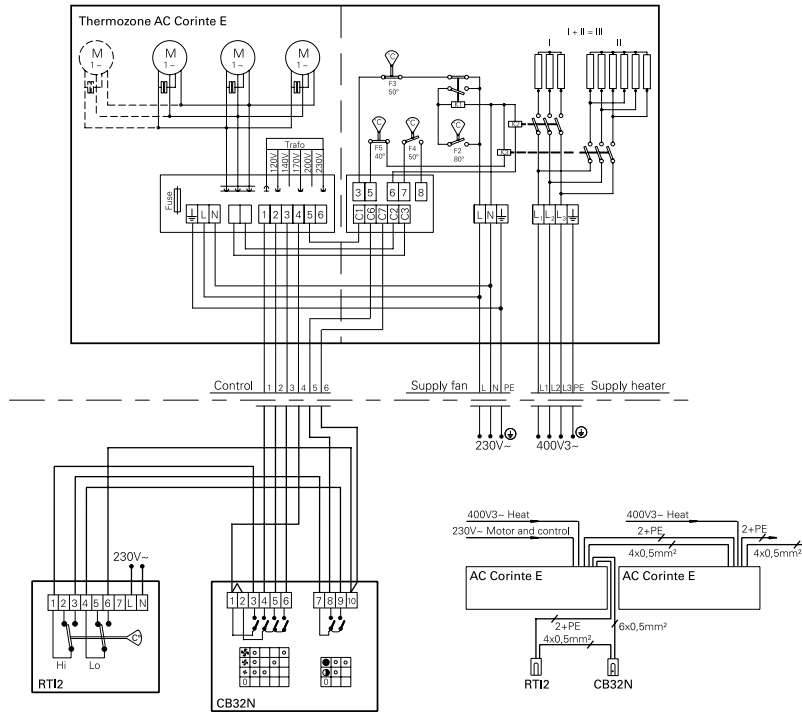 Thermozone AC Corinte E
I + II = III
I
II
M
1 ~
M
1 ~
M
1 ~
M
1 ~
C
F3
50°
C
F5
40°
C
F4
50°
C
F2
80°
Trafo
120V
140V
170V
200V
230V
Fuse
L N
1 2 3 4 5 6
3 5 6 7 8
C1 C6 C7 C2 C3
L N
L1 L2 L3
Control 1 2 3 4 5 6
Supply fan L N PE
L1 L2 L3 PE Supply heater
230V~
400V3~
230V~
1 2 3 4 5 6 7 L N
C°
Hi Lo
RTI2
1 2 3 4 5 6
7 8 9 10
0
0
CB32N
400V3~ Heat
230V~ Motor and control
400V3~ Heat
2+PE
4x0,5mm²
2+PE
4x0,5mm²
AC Corinte E
AC Corinte E
2+PE
4x0,5mm²
6x0,5mm²
RTI2
CB32N